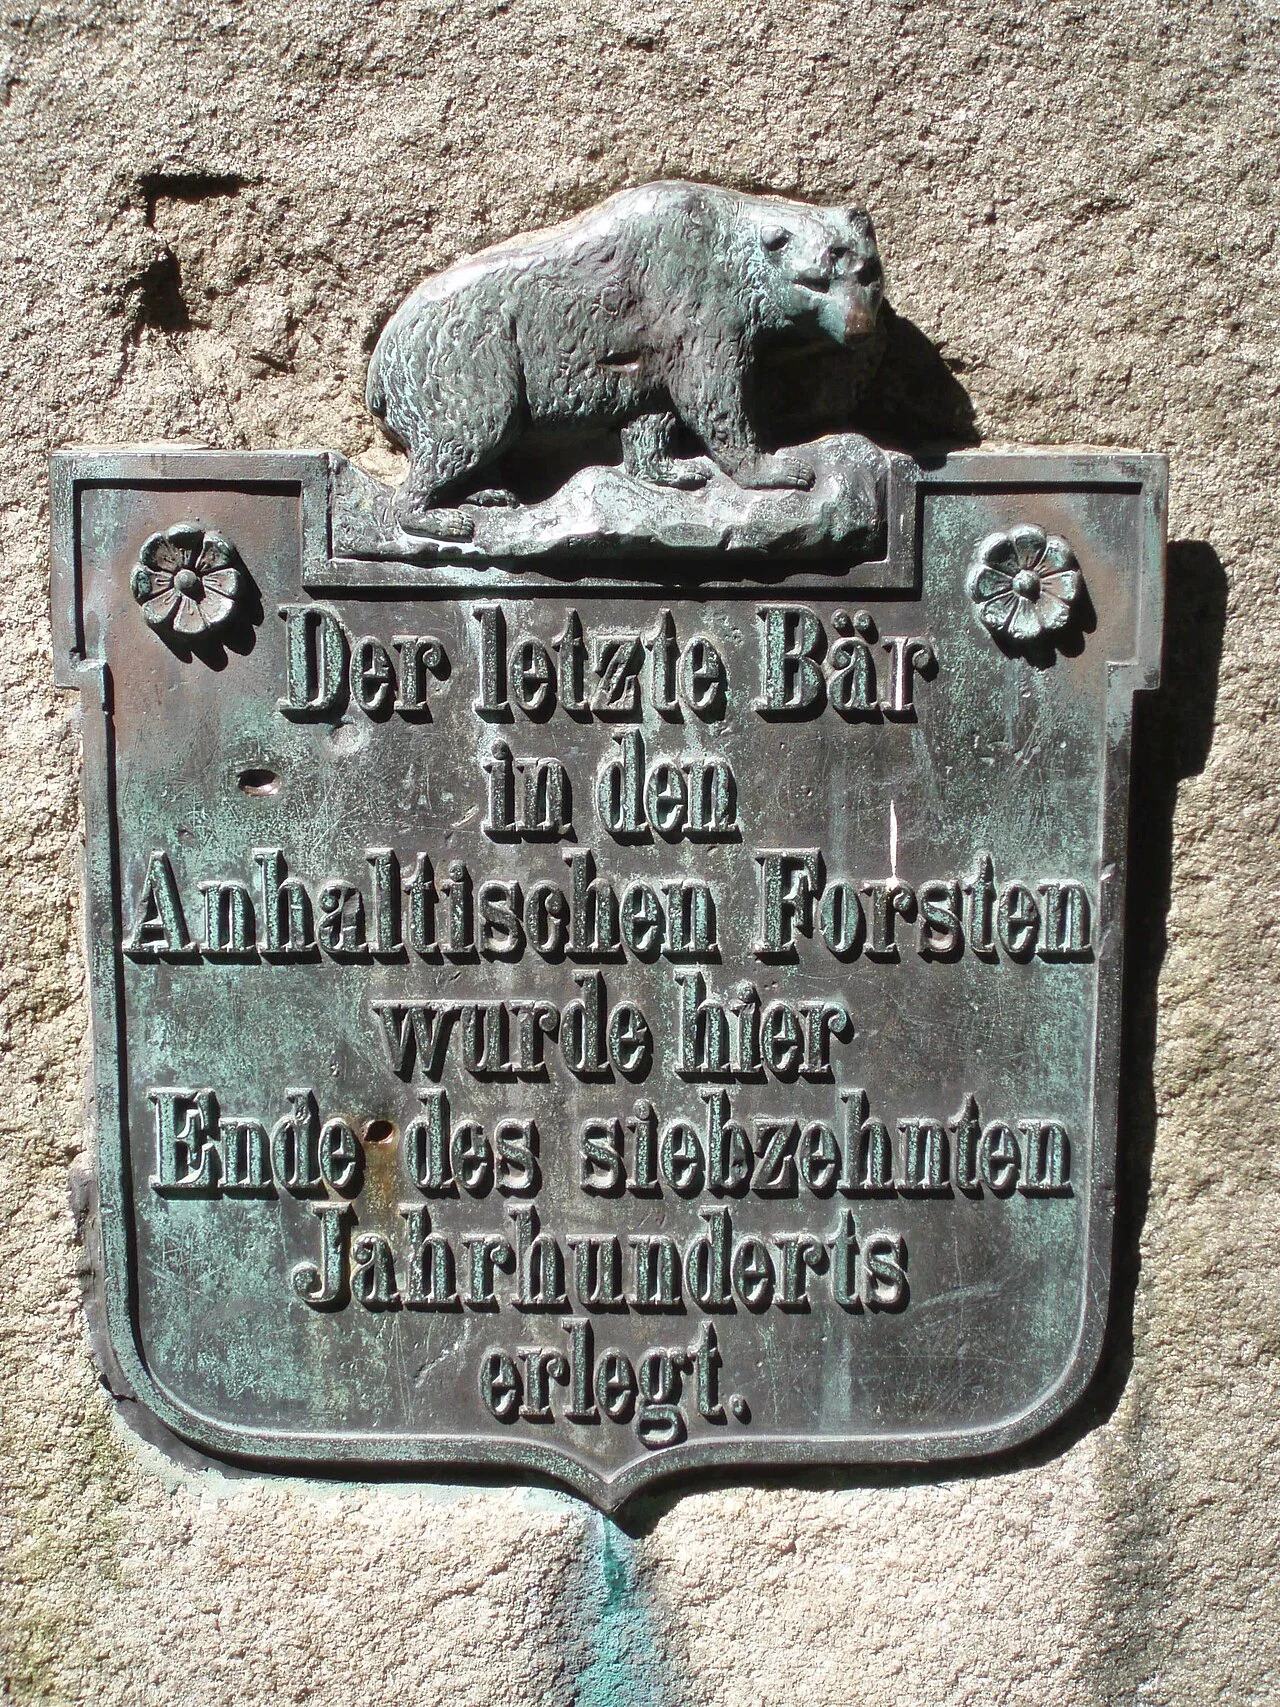 Der letzte Bär
in den
Anhaltischen Forsten
wurde hier
Ende des siebzehnten
Jahrhunderts
erlegt.